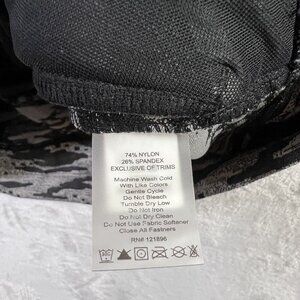 74% NYLON
26% SPANDEX
EXCLUSIVE OF TRIMS
Machine Wash Cold
With Like Colors
Gentle Cycle
Do Not Bleach
Tumble Dry Low
Do Not Iron
Do Not Dry Clean
Do Not Use Fabric Softener
Close All Fasteners
RN# 121896